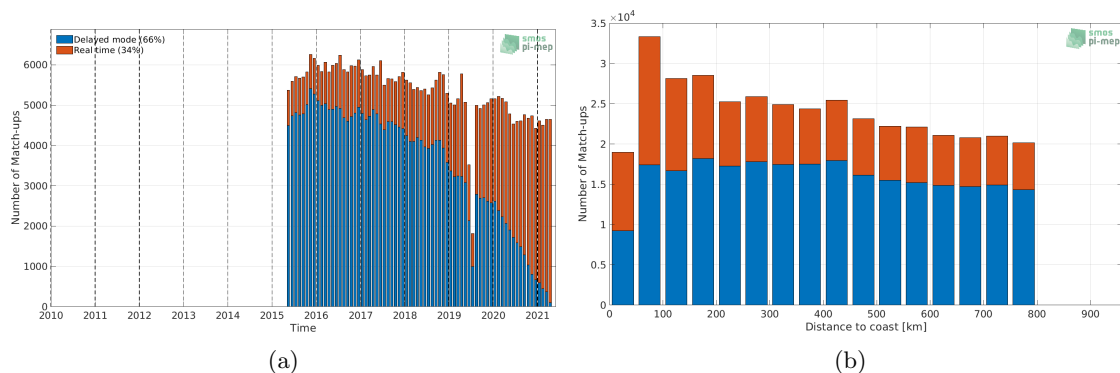 Delayed mode (66%)
Real time (34%)
smos
pi-mep
Number of Match-ups
6000
5000
4000
3000
2000
1000
0
2010 2011 2012 2013 2014 2015 2016 2017 2018 2019 2020 2021
Time
(a)
×10⁴
smos
pi-mep
Number of Match-ups
3.5
3
2.5
2
1.5
1
0.5
0
0 100 200 300 400 500 600 700 800 900
Distance to coast [km]
(b)